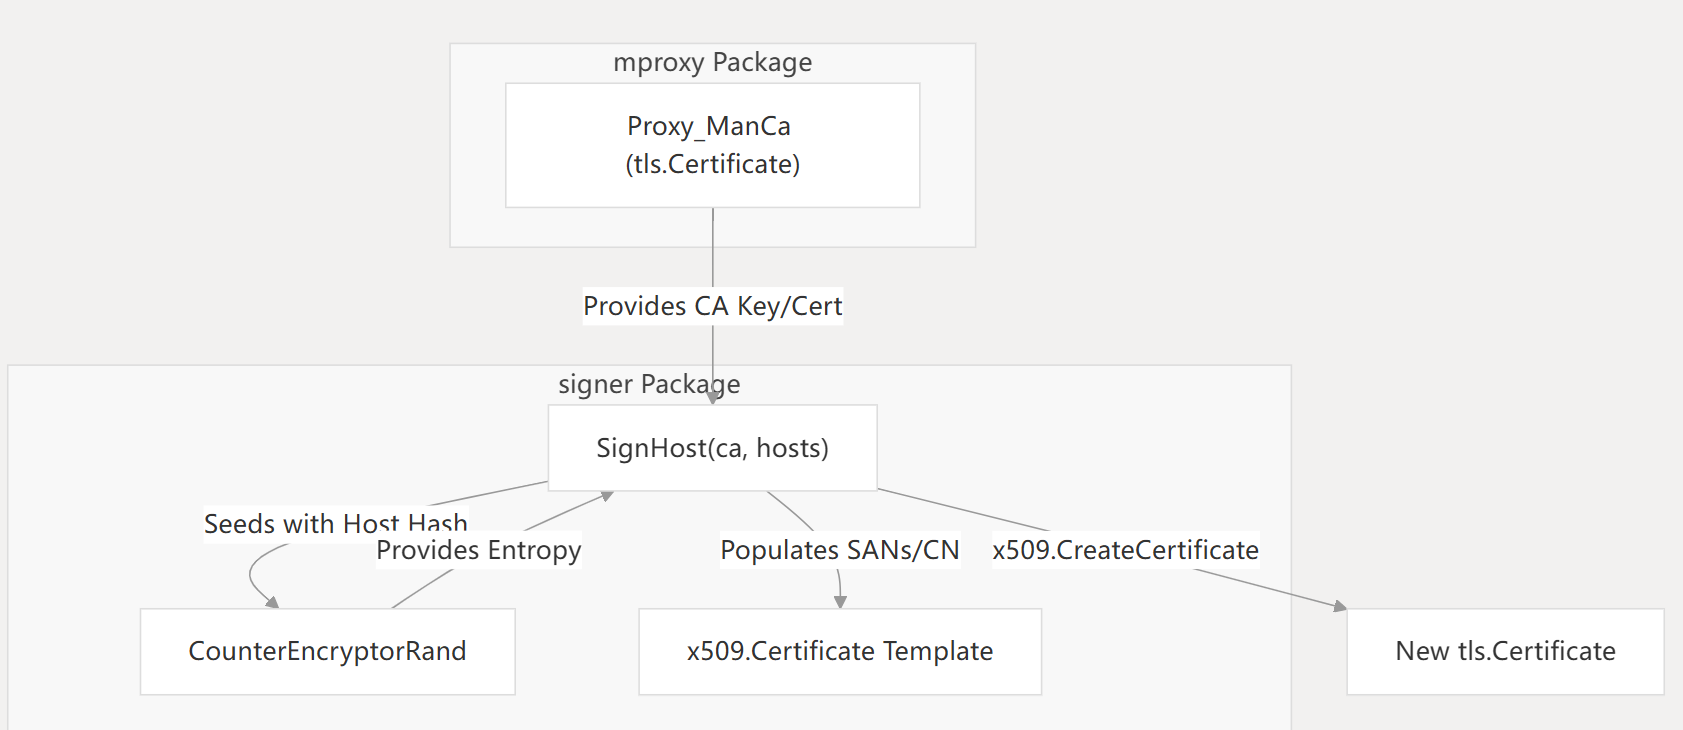 mproxy Package
Proxy_ManCa
(tls.Certificate)
Provides CA Key/Cert
signer Package
SignHost(ca, hosts)
Seeds with Host Hash
Provides Entropy
Populates SANs/CN
x509.CreateCertificate
CounterEncryptorRand
x509.Certificate Template
New tls.Certificate